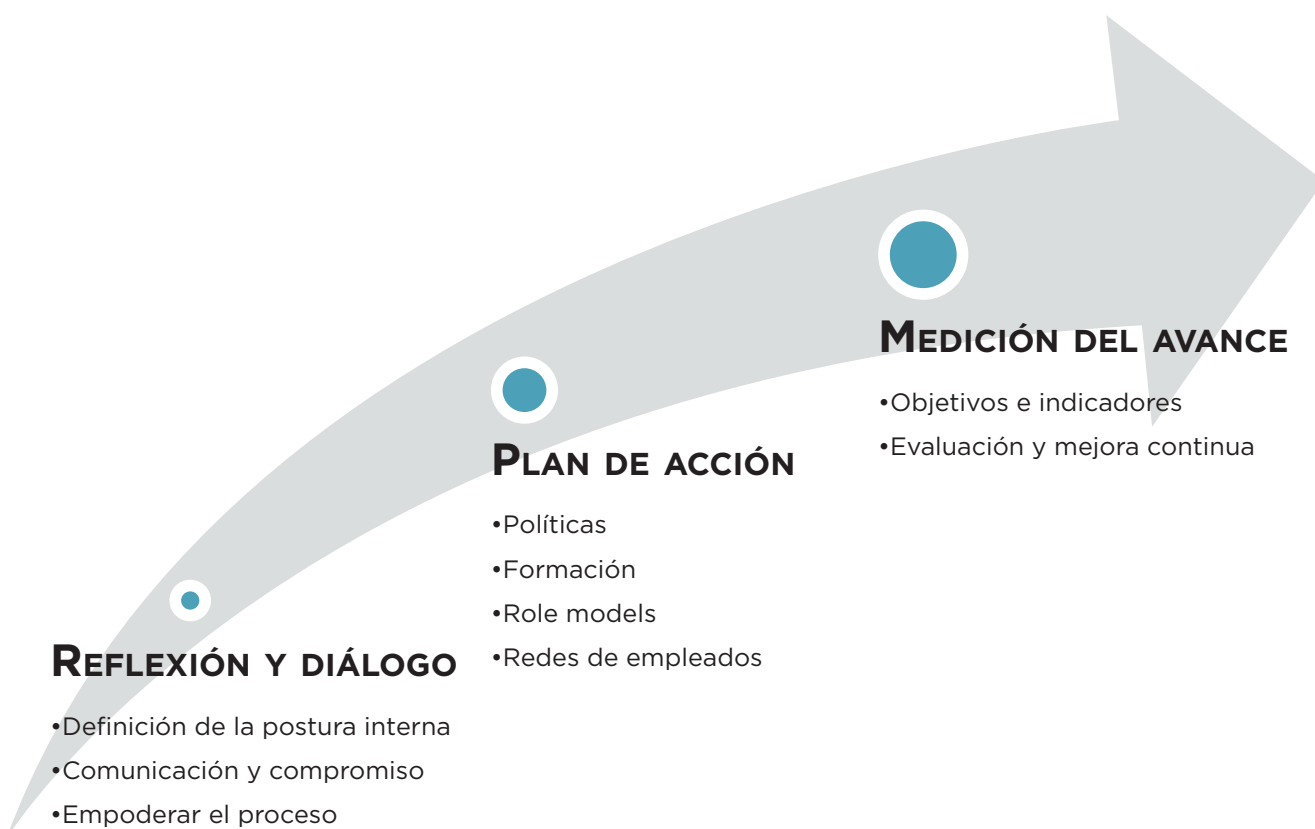 Reflexión y diálogo
•Definición de la postura interna
•Comunicación y compromiso
•Empoderar el proceso
Plan de acción
•Políticas
•Formación
•Role models
•Redes de empleados
Medición del avance
•Objetivos e indicadores
•Evaluación y mejora continua